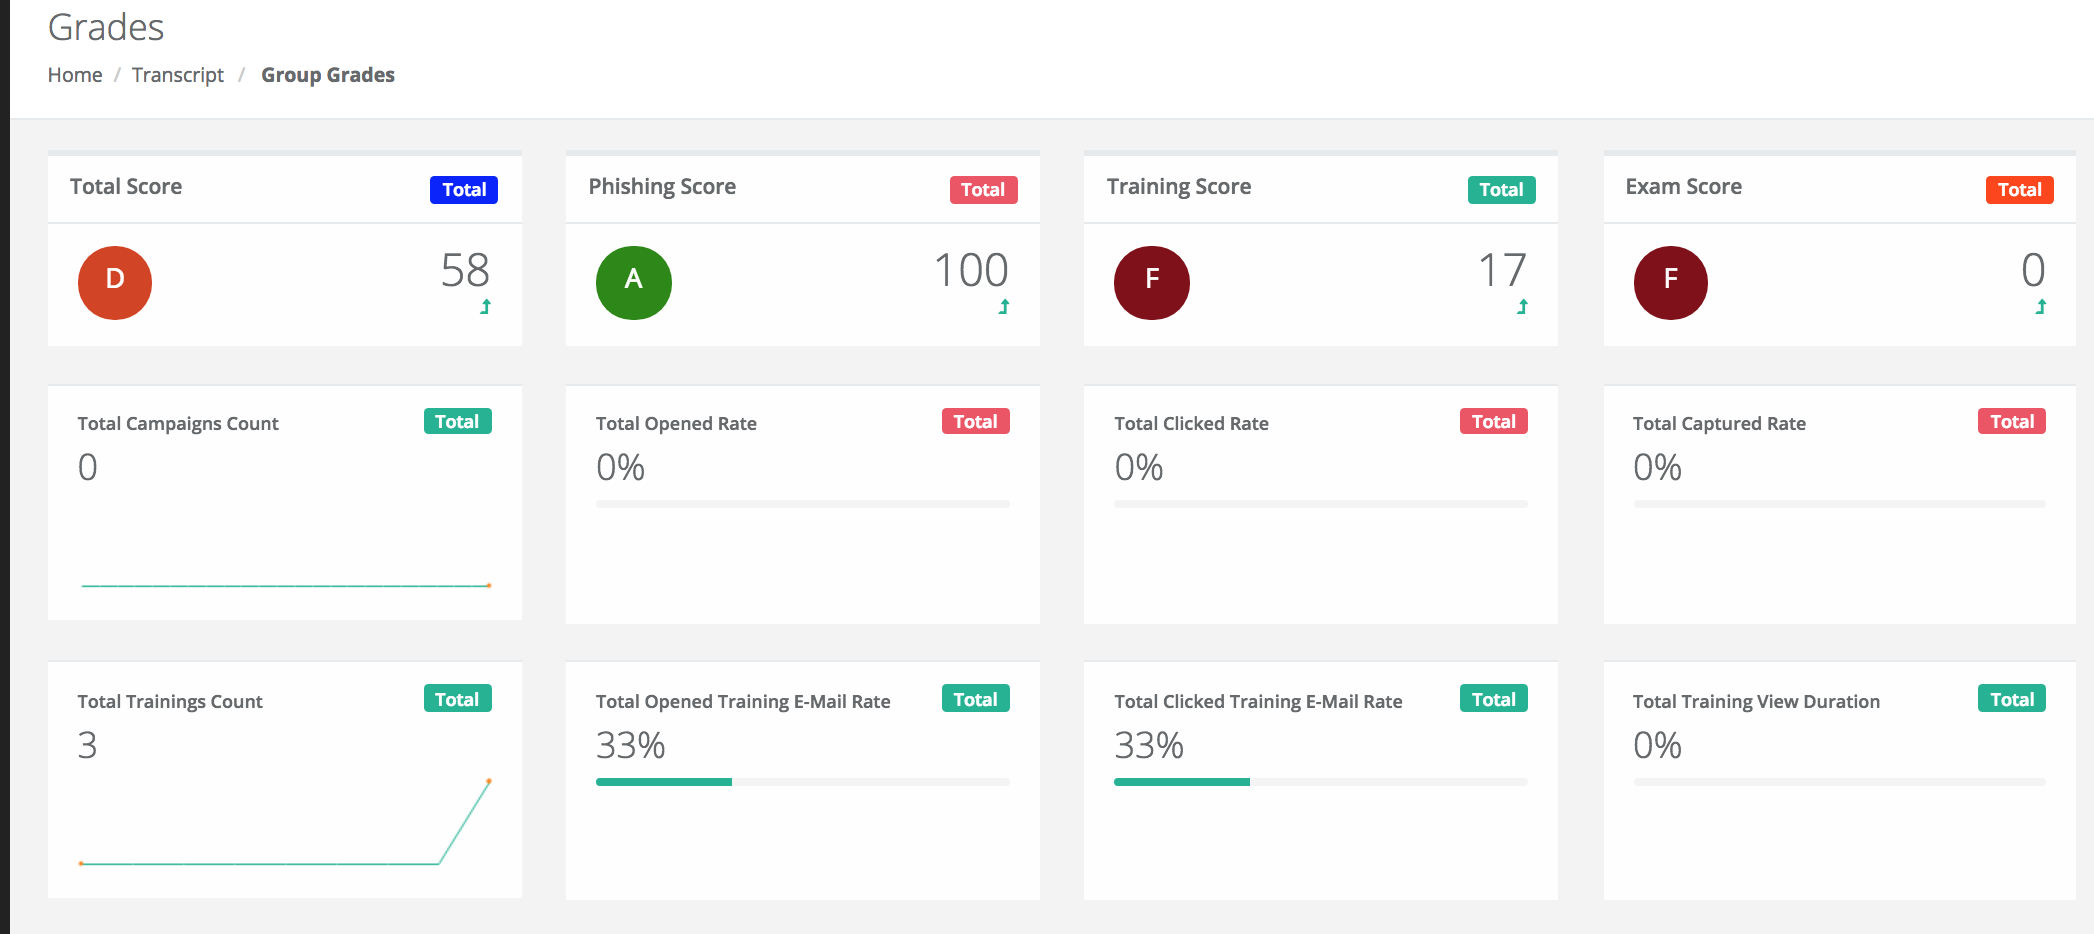 Grades
Home / Transcript / Group Grades
Total Score Total
D 58
Phishing Score Total
A 100
Training Score Total
F 17
Exam Score Total
F 0
Total Campaigns Count Total
0
Total Opened Rate Total
0%
Total Clicked Rate Total
0%
Total Captured Rate Total
0%
Total Trainings Count Total
3
Total Opened Training E-Mail Rate Total
33%
Total Clicked Training E-Mail Rate Total
33%
Total Training View Duration Total
0%